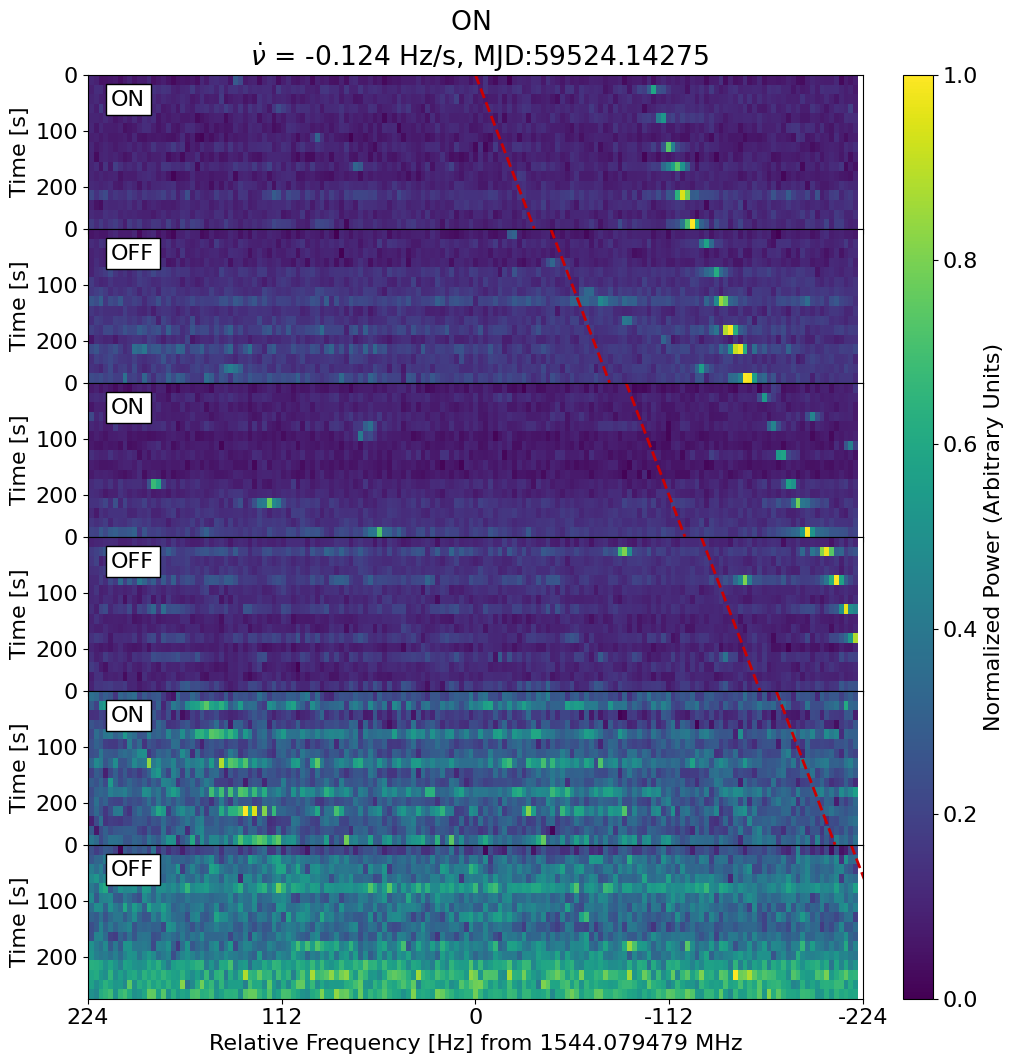 ON
ν̇ = -0.124 Hz/s, MJD:59524.14275
0
100
200
Time [s]
ON
0
100
200
Time [s]
OFF
0
100
200
Time [s]
ON
0
100
200
Time [s]
OFF
0
100
200
Time [s]
ON
0
100
200
Time [s]
OFF
224 112 0 -112 -224
Relative Frequency [Hz] from 1544.079479 MHz
1.0
0.8
0.6
0.4
0.2
0.0
Normalized Power (Arbitrary Units)